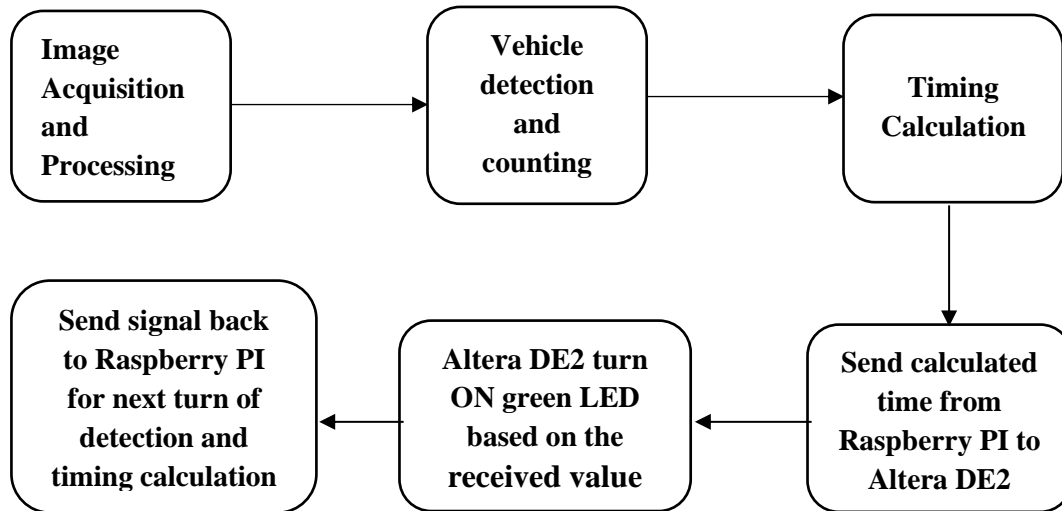 Image
Acquisition
and
Processing
Vehicle
detection
and
counting
Timing
Calculation
Send calculated
time from
Raspberry PI to
Altera DE2
Altera DE2 turn
ON green LED
based on the
received value
Send signal back
to Raspberry PI
for next turn of
detection and
timing calculation